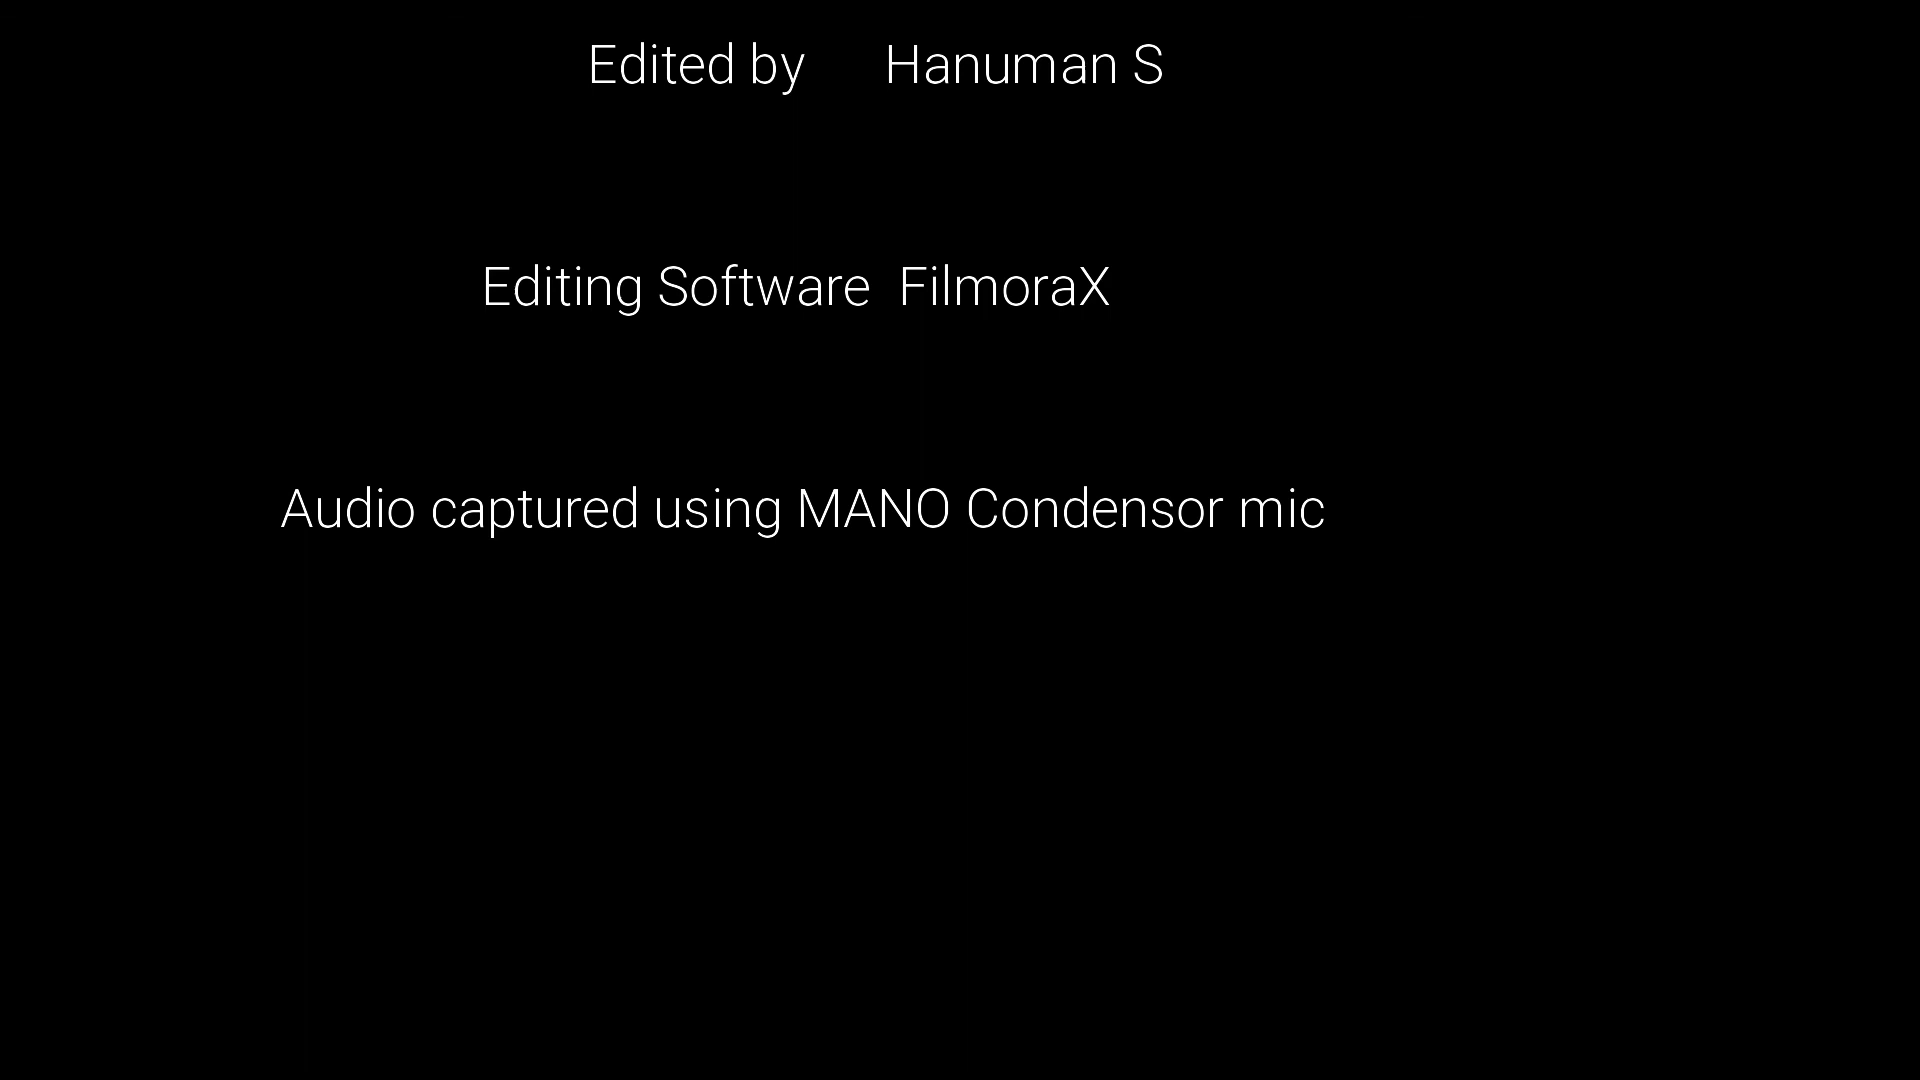 Edited by Hanuman S
Editing Software FilmoraX
Audio captured using MANO Condensor mic